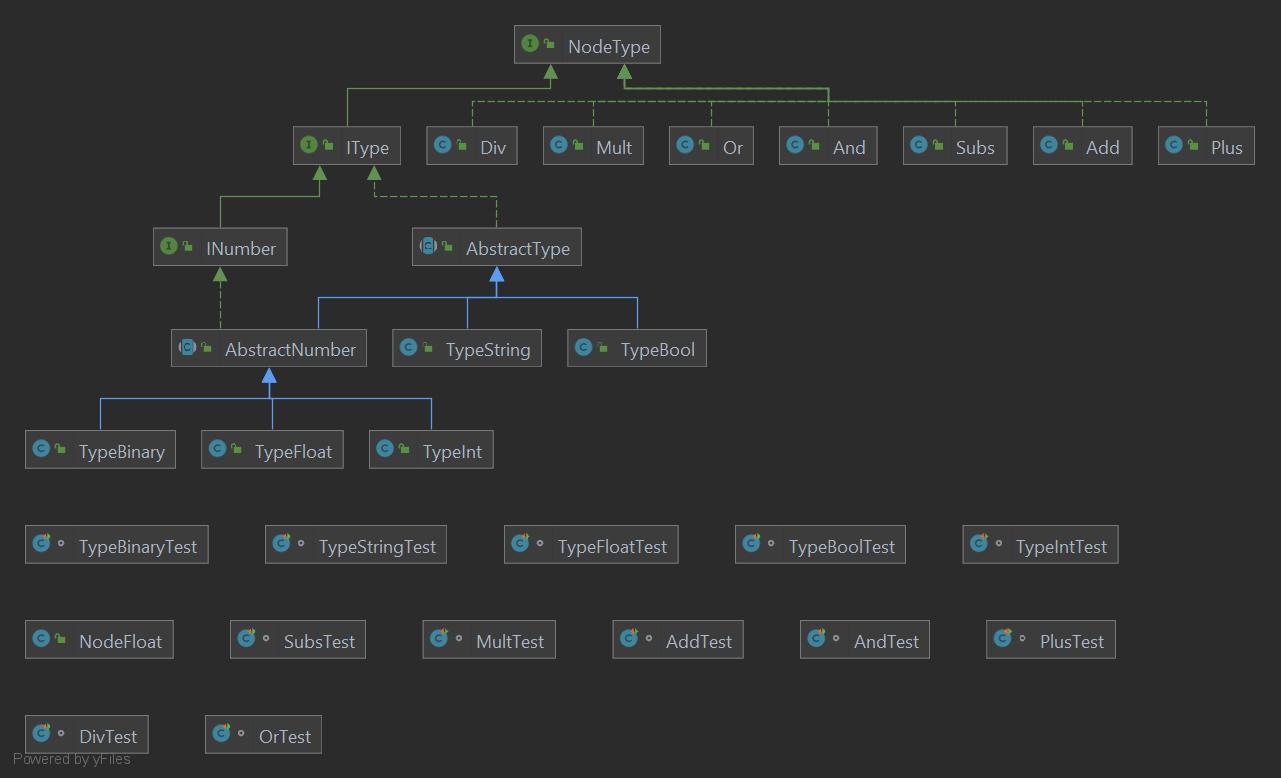 NodeType
IType Div Mult Or And Subs Add Plus
INumber AbstractType
AbstractNumber TypeString TypeBool
TypeBinary TypeFloat TypeInt
TypeBinaryTest TypeStringTest TypeFloatTest TypeBoolTest TypeIntTest
NodeFloat SubsTest MultTest AddTest AndTest PlusTest
DivTest OrTest
Powered by yFiles